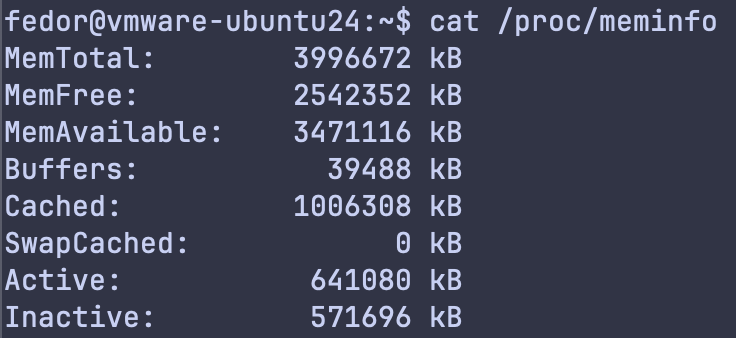 fedor@vmware-ubuntu24:~$ cat /proc/meminfo
MemTotal:        3996672 kB
MemFree:         2542352 kB
MemAvailable:    3471116 kB
Buffers:           39488 kB
Cached:          1006308 kB
SwapCached:            0 kB
Active:           641080 kB
Inactive:         571696 kB